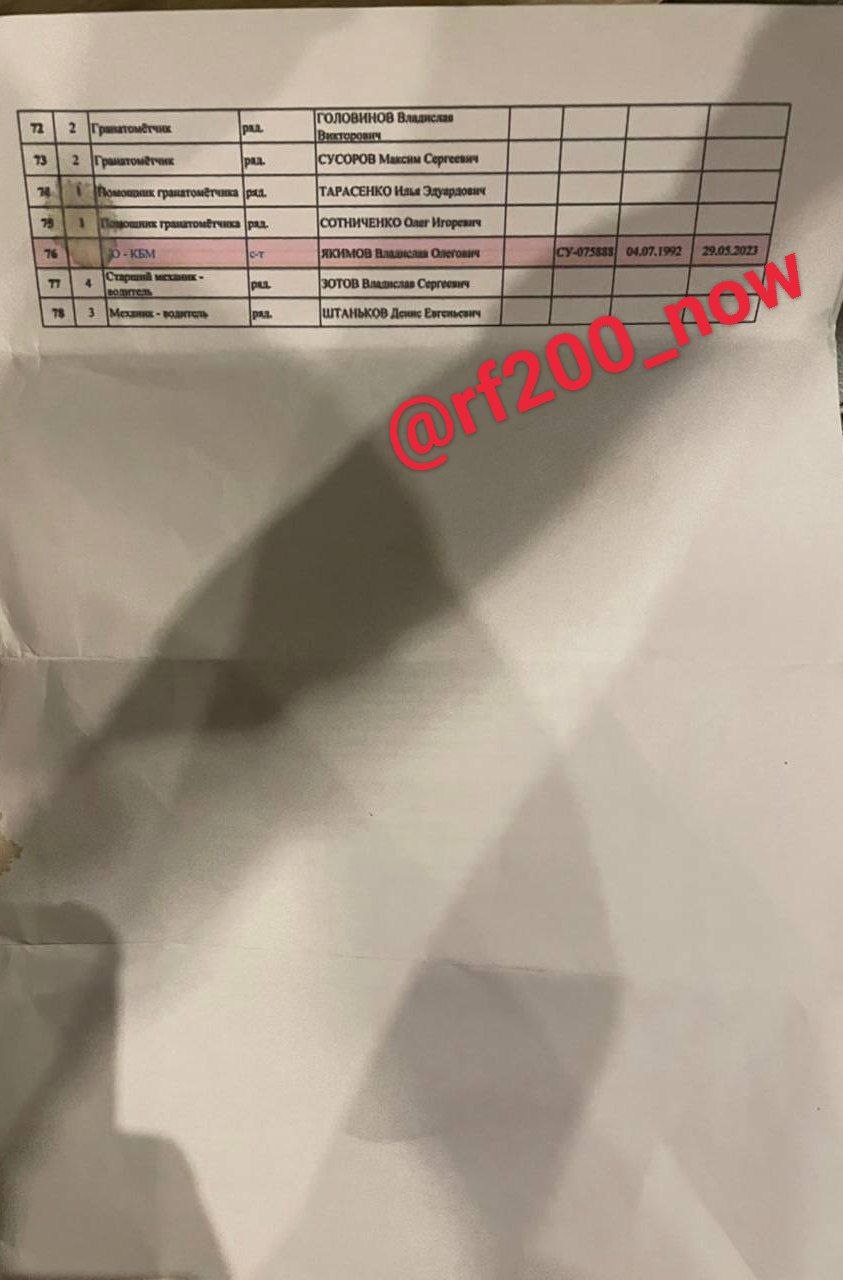 72 2 Гранатомётчик ряд. ГОЛОВИНОВ Владислав
Викторович
73 2 Гранатомётчик ряд. СУСОРОВ Максим Сергеевич
74 1 Помощник гранатомётчика ряд. ТАРАСЕНКО Илья Эдуардович
75 1 Помощник гранатомётчика ряд. СОТНИЧЕНКО Олег Игоревич
76 - КБМ с-т ЯКИМОВ Владислав Олегович СУ-075888 04.07.1992 29.05.2023
77 4 Старший механик -
водитель ряд. ЗОТОВ Владислав Сергеевич
78 3 Механик - водитель ряд. ШТАНЬКОВ Денис Евгеньевич
@rf200_now